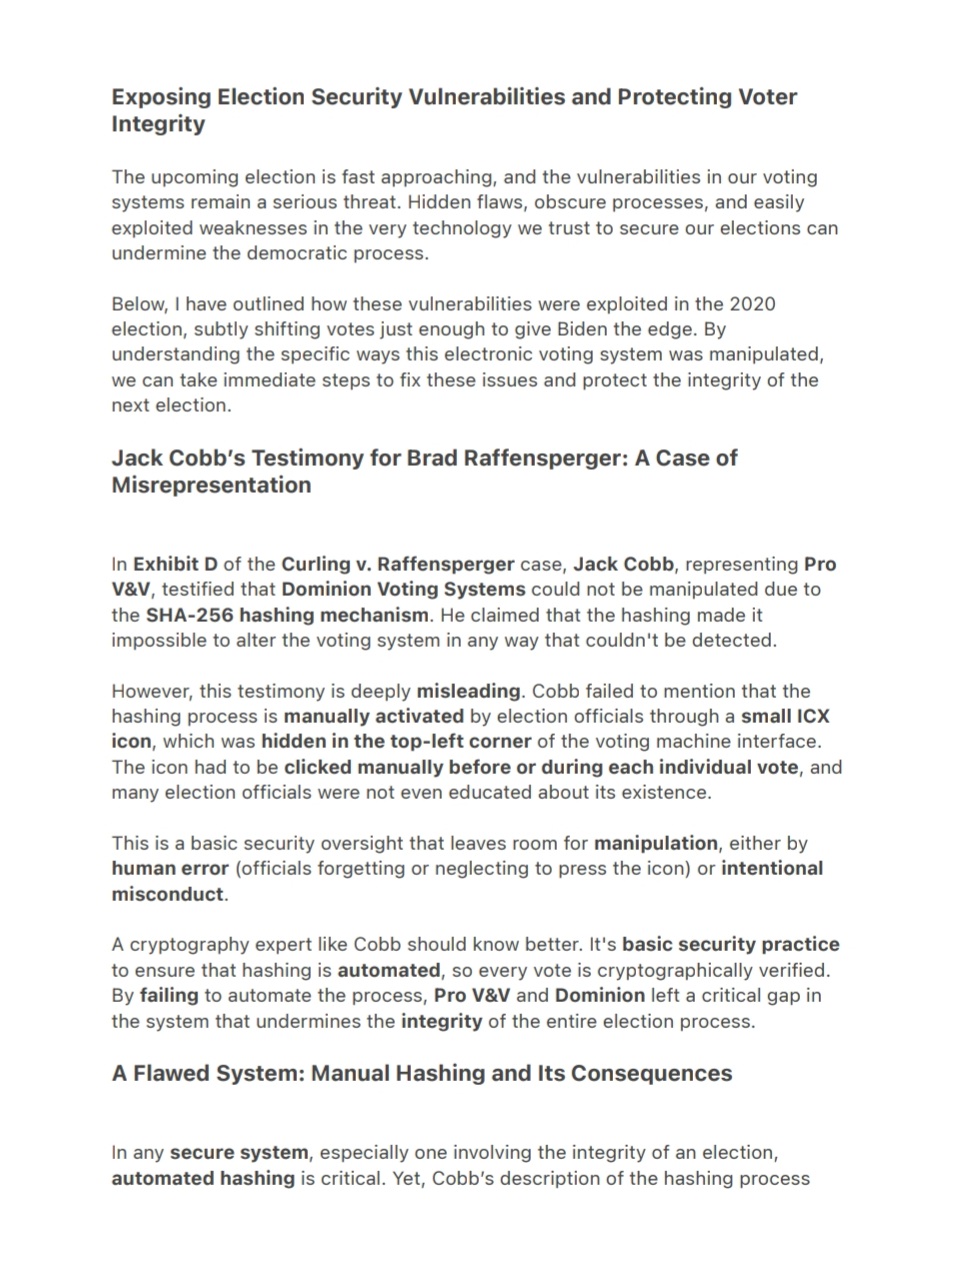 Exposing Election Security Vulnerabilities and Protecting Voter
Integrity
The upcoming election is fast approaching, and the vulnerabilities in our voting
systems remain a serious threat. Hidden flaws, obscure processes, and easily
exploited weaknesses in the very technology we trust to secure our elections can
undermine the democratic process.
Below, I have outlined how these vulnerabilities were exploited in the 2020
election, subtly shifting votes just enough to give Biden the edge. By
understanding the specific ways this electronic voting system was manipulated,
we can take immediate steps to fix these issues and protect the integrity of the
next election.
Jack Cobb’s Testimony for Brad Raffensperger: A Case of
Misrepresentation
In Exhibit D of the Curling v. Raffensperger case, Jack Cobb, representing Pro
V&V, testified that Dominion Voting Systems could not be manipulated due to
the SHA-256 hashing mechanism. He claimed that the hashing made it
impossible to alter the voting system in any way that couldn't be detected.
However, this testimony is deeply misleading. Cobb failed to mention that the
hashing process is manually activated by election officials through a small ICX
icon, which was hidden in the top-left corner of the voting machine interface.
The icon had to be clicked manually before or during each individual vote, and
many election officials were not even educated about its existence.
This is a basic security oversight that leaves room for manipulation, either by
human error (officials forgetting or neglecting to press the icon) or intentional
misconduct.
A cryptography expert like Cobb should know better. It's basic security practice
to ensure that hashing is automated, so every vote is cryptographically verified.
By failing to automate the process, Pro V&V and Dominion left a critical gap in
the system that undermines the integrity of the entire election process.
A Flawed System: Manual Hashing and Its Consequences
In any secure system, especially one involving the integrity of an election,
automated hashing is critical. Yet, Cobb’s description of the hashing process